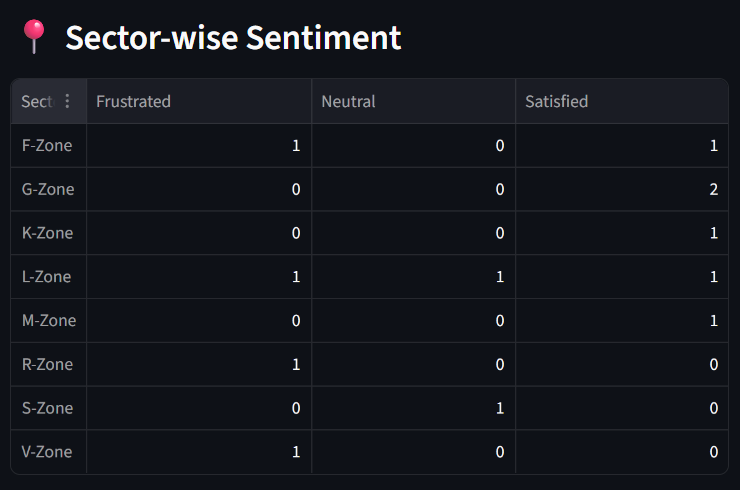 Sector-wise Sentiment
Sect Frustrated Neutral Satisfied
F-Zone 1 0 1
G-Zone 0 0 2
K-Zone 0 0 1
L-Zone 1 1 1
M-Zone 0 0 1
R-Zone 1 0 0
S-Zone 0 1 0
V-Zone 1 0 0